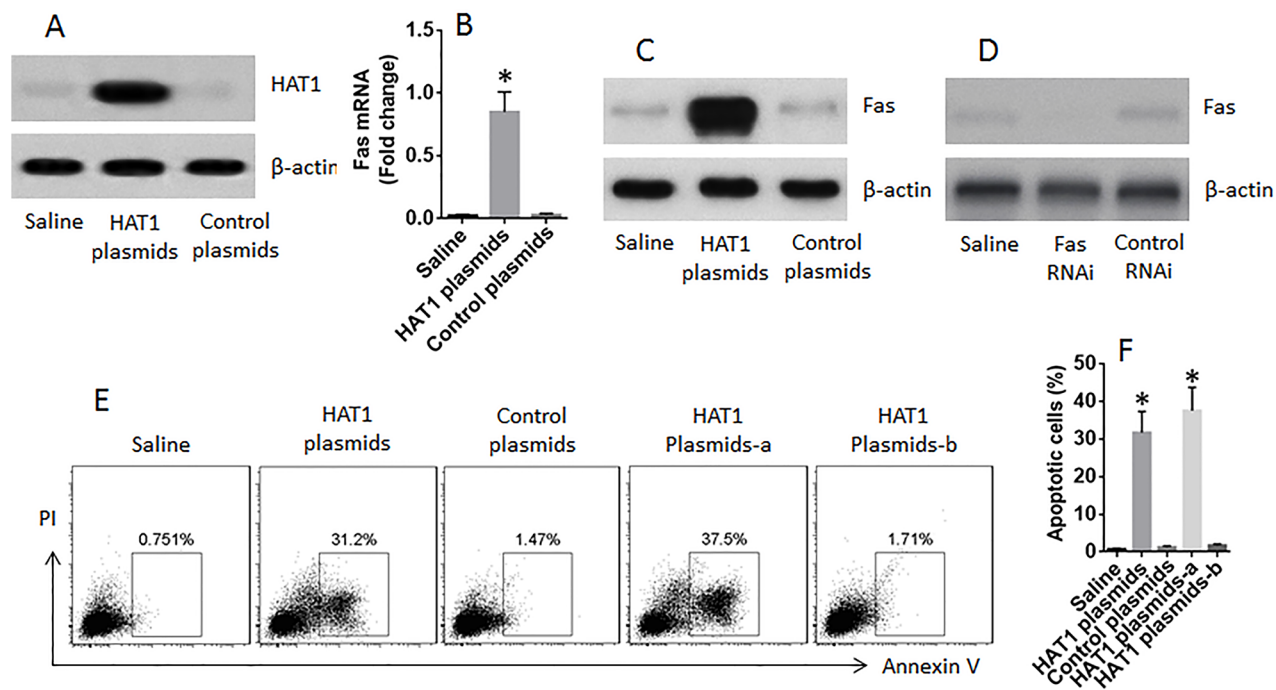 A
HAT1
β-actin
Saline
HAT1
plasmids
Control
plasmids
B
Fas mRNA
(Fold change)
1.5
1.0
0.5
0.0
*
Saline
HAT1 plasmids
Control plasmids
C
Fas
β-actin
Saline
HAT1
plasmids
Control
plasmids
D
Fas
β-actin
Saline
Fas
RNAi
Control
RNAi
E
Saline
HAT1
plasmids
Control
plasmids
HAT1
Plasmids-a
HAT1
Plasmids-b
PI
0.751%
31.2%
1.47%
37.5%
1.71%
Annexin V
F
Apoptotic cells (%)
50
40
30
20
10
0
*
*
Saline
HAT1 plasmids
Control plasmids
HAT1 plasmids-a
HAT1 plasmids-b